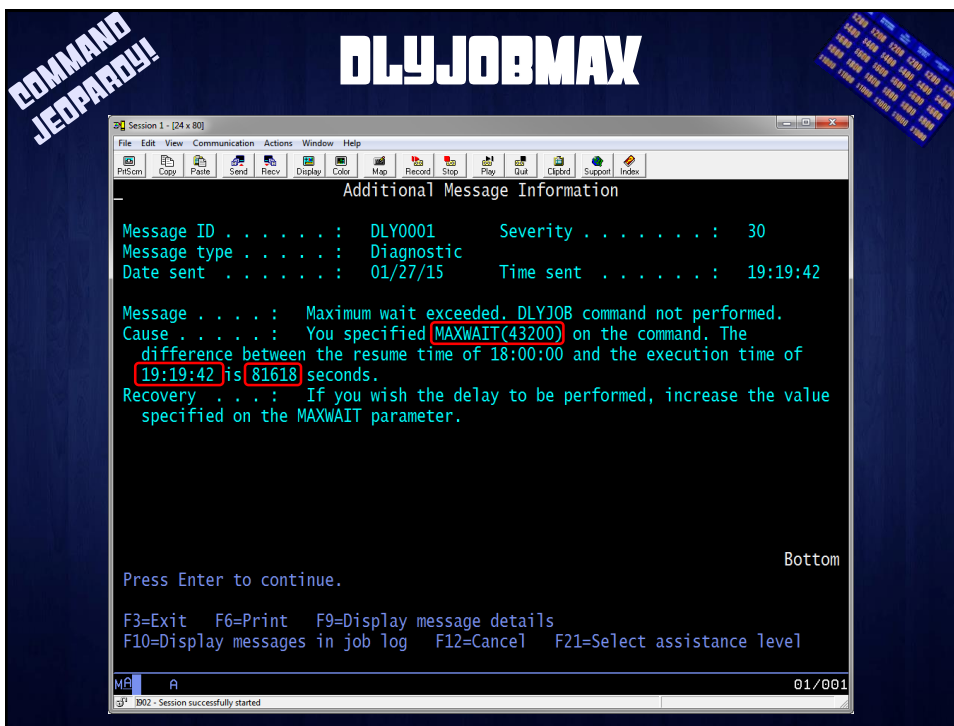 COMMAND
JEOPARDY!
DLYJOBMAX
Session 1 - [24 x 80]
File Edit View Communication Actions Window Help
PrtScrn Copy Paste Send Recv Display Color Map Record Stop Play Quit Clipbrd Support Index
Additional Message Information
Message ID . . . . . . : DLY0001 Severity . . . . . . . : 30
Message type . . . . . : Diagnostic
Date sent . . . . . . : 01/27/15 Time sent . . . . . . : 19:19:42
Message . . . . : Maximum wait exceeded. DLYJOB command not performed.
Cause . . . . . : You specified MAXWAIT(43200) on the command. The
difference between the resume time of 18:00:00 and the execution time of
19:19:42 is 81618 seconds.
Recovery . . . : If you wish the delay to be performed, increase the value
specified on the MAXWAIT parameter.
Bottom
Press Enter to continue.
F3=Exit F6=Print F9=Display message details
F10=Display messages in job log F12=Cancel F21=Select assistance level
MA A 01/001
I902 - Session successfully started